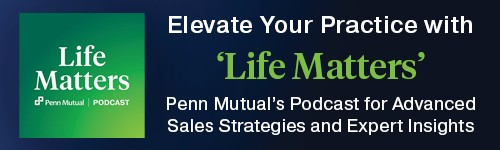 Life
Matters
Penn Mutual | PODCAST
Elevate Your Practice with
‘Life Matters’
Penn Mutual’s Podcast for Advanced
Sales Strategies and Expert Insights